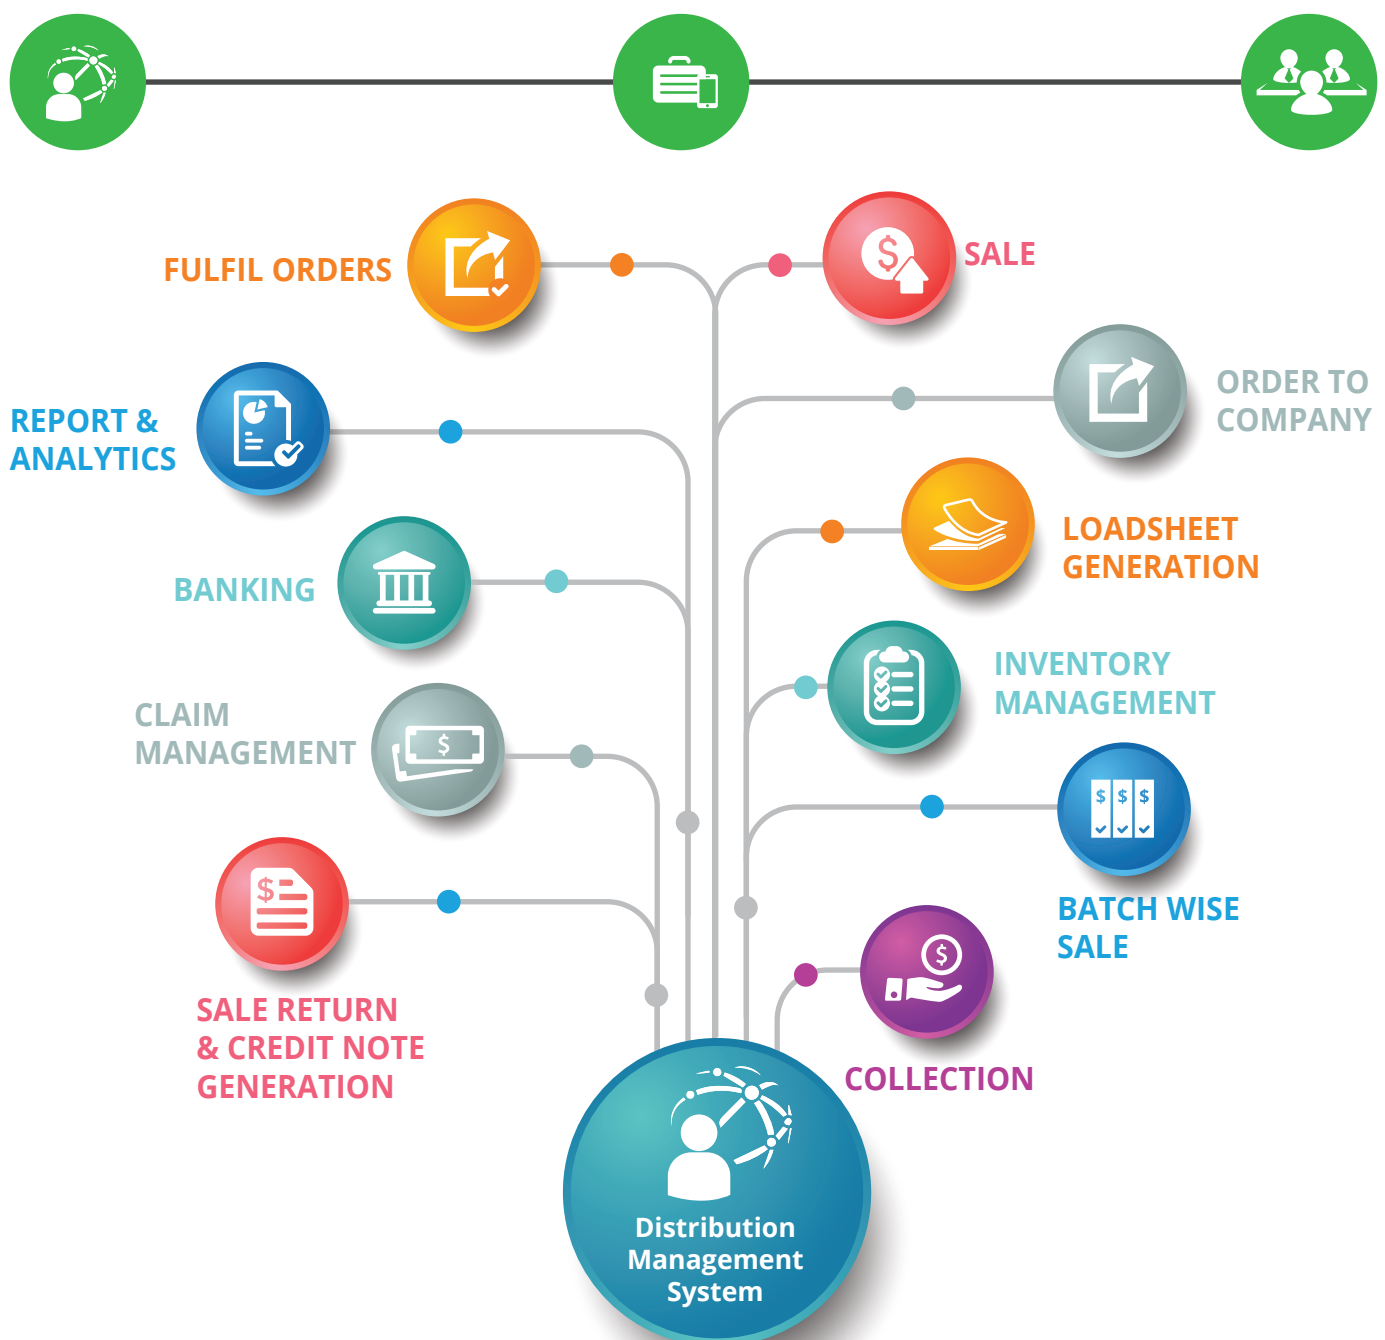 FULFIL ORDERS
SALE
ORDER TO
COMPANY
REPORT &
ANALYTICS
LOADSHEET
GENERATION
BANKING
INVENTORY
MANAGEMENT
CLAIM
MANAGEMENT
$
$ $ $
$
BATCH WISE
SALE
$
SALE RETURN
& CREDIT NOTE
GENERATION
COLLECTION
Distribution
Management
System